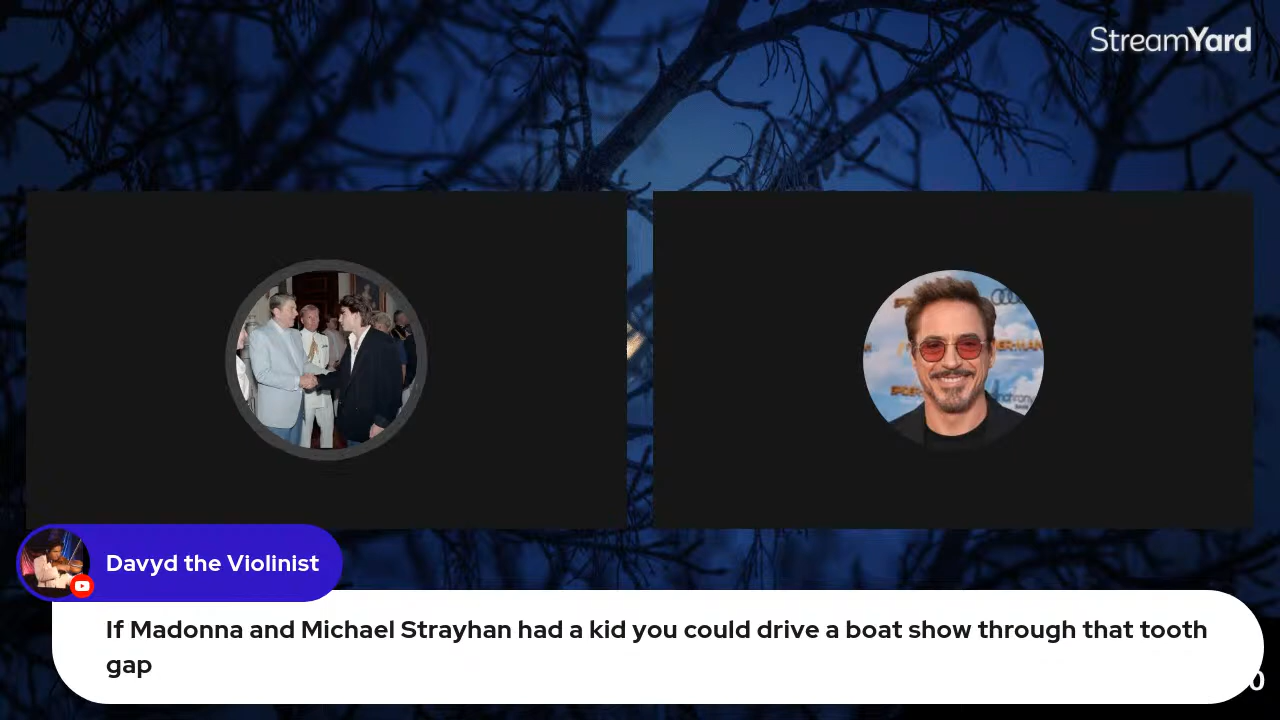 StreamYard
Davyd the Violinist
If Madonna and Michael Strayhan had a kid you could drive a boat show through that tooth
gap
0